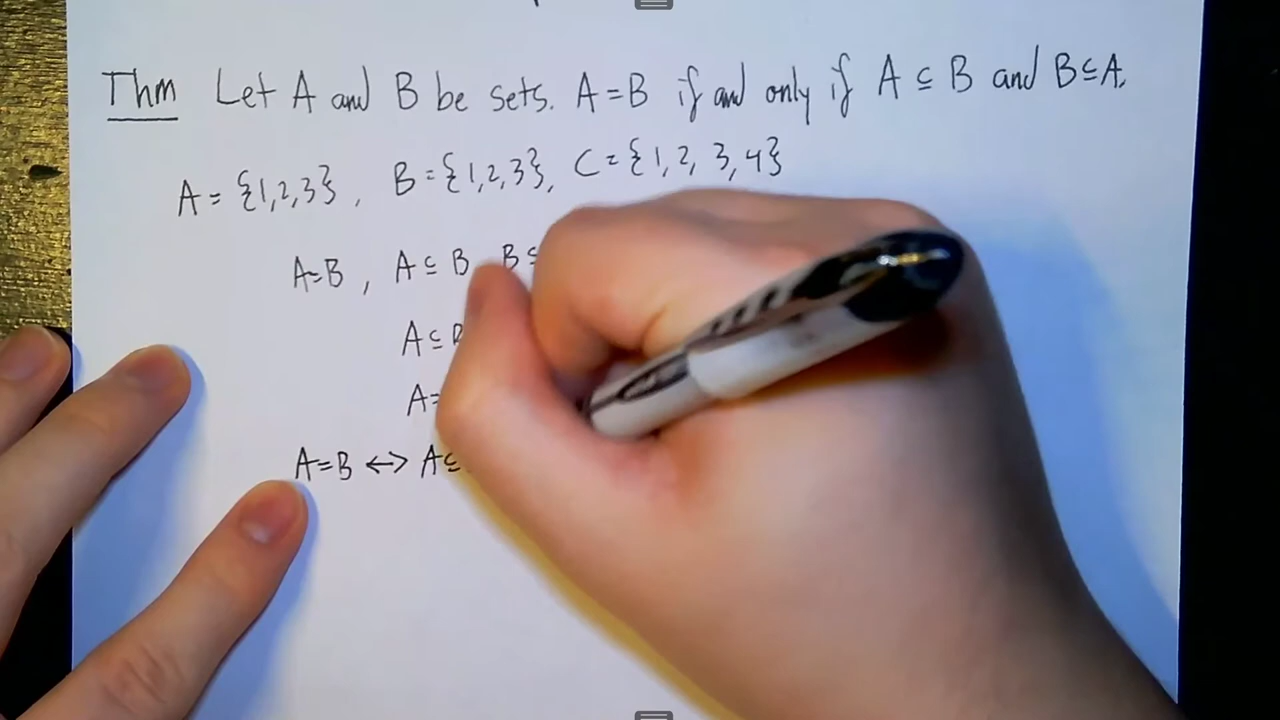 Thm Let A and B be sets. A=B if and only if A ⊆ B and B⊆A.
A = {1,2,3}, B={1,2,3}, C={1,2,3,4}
A=B, A⊆B B⊆
A⊆
A=
A=B ↔ A⊆